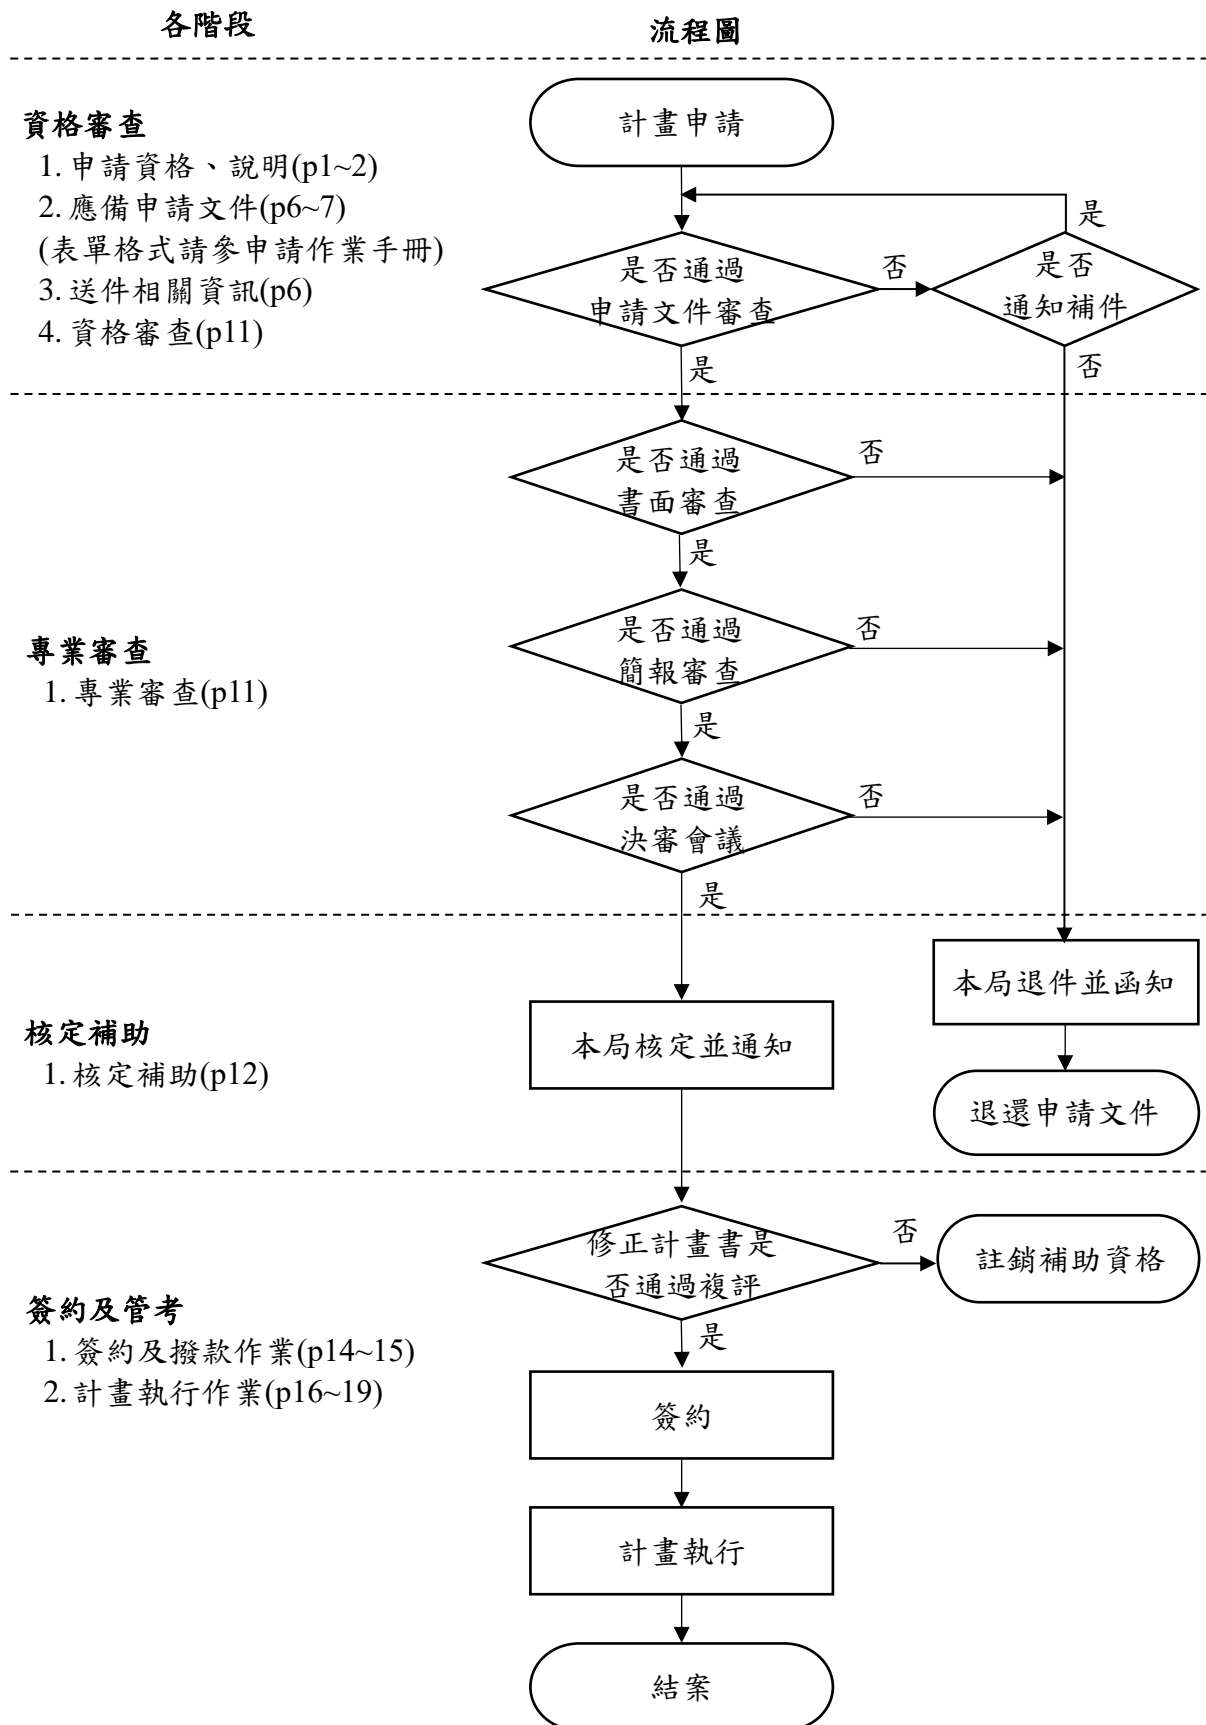 各階段
流程圖
資格審查
1. 申請資格、說明(p1~2)
2. 應備申請文件(p6~7)
(表單格式請參申請作業手冊)
3. 送件相關資訊(p6)
4. 資格審查(p11)
計畫申請
是否通過
申請文件審查
否
是否
通知補件
是
否
是
專業審查
1. 專業審查(p11)
是否通過
書面審查
否
是
是否通過
簡報審查
否
是
是否通過
決審會議
否
是
核定補助
1. 核定補助(p12)
本局核定並通知
本局退件並函知
退還申請文件
簽約及管考
1. 簽約及撥款作業(p14~15)
2. 計畫執行作業(p16~19)
修正計畫書是
否通過複評
否
註銷補助資格
是
簽約
計畫執行
結案